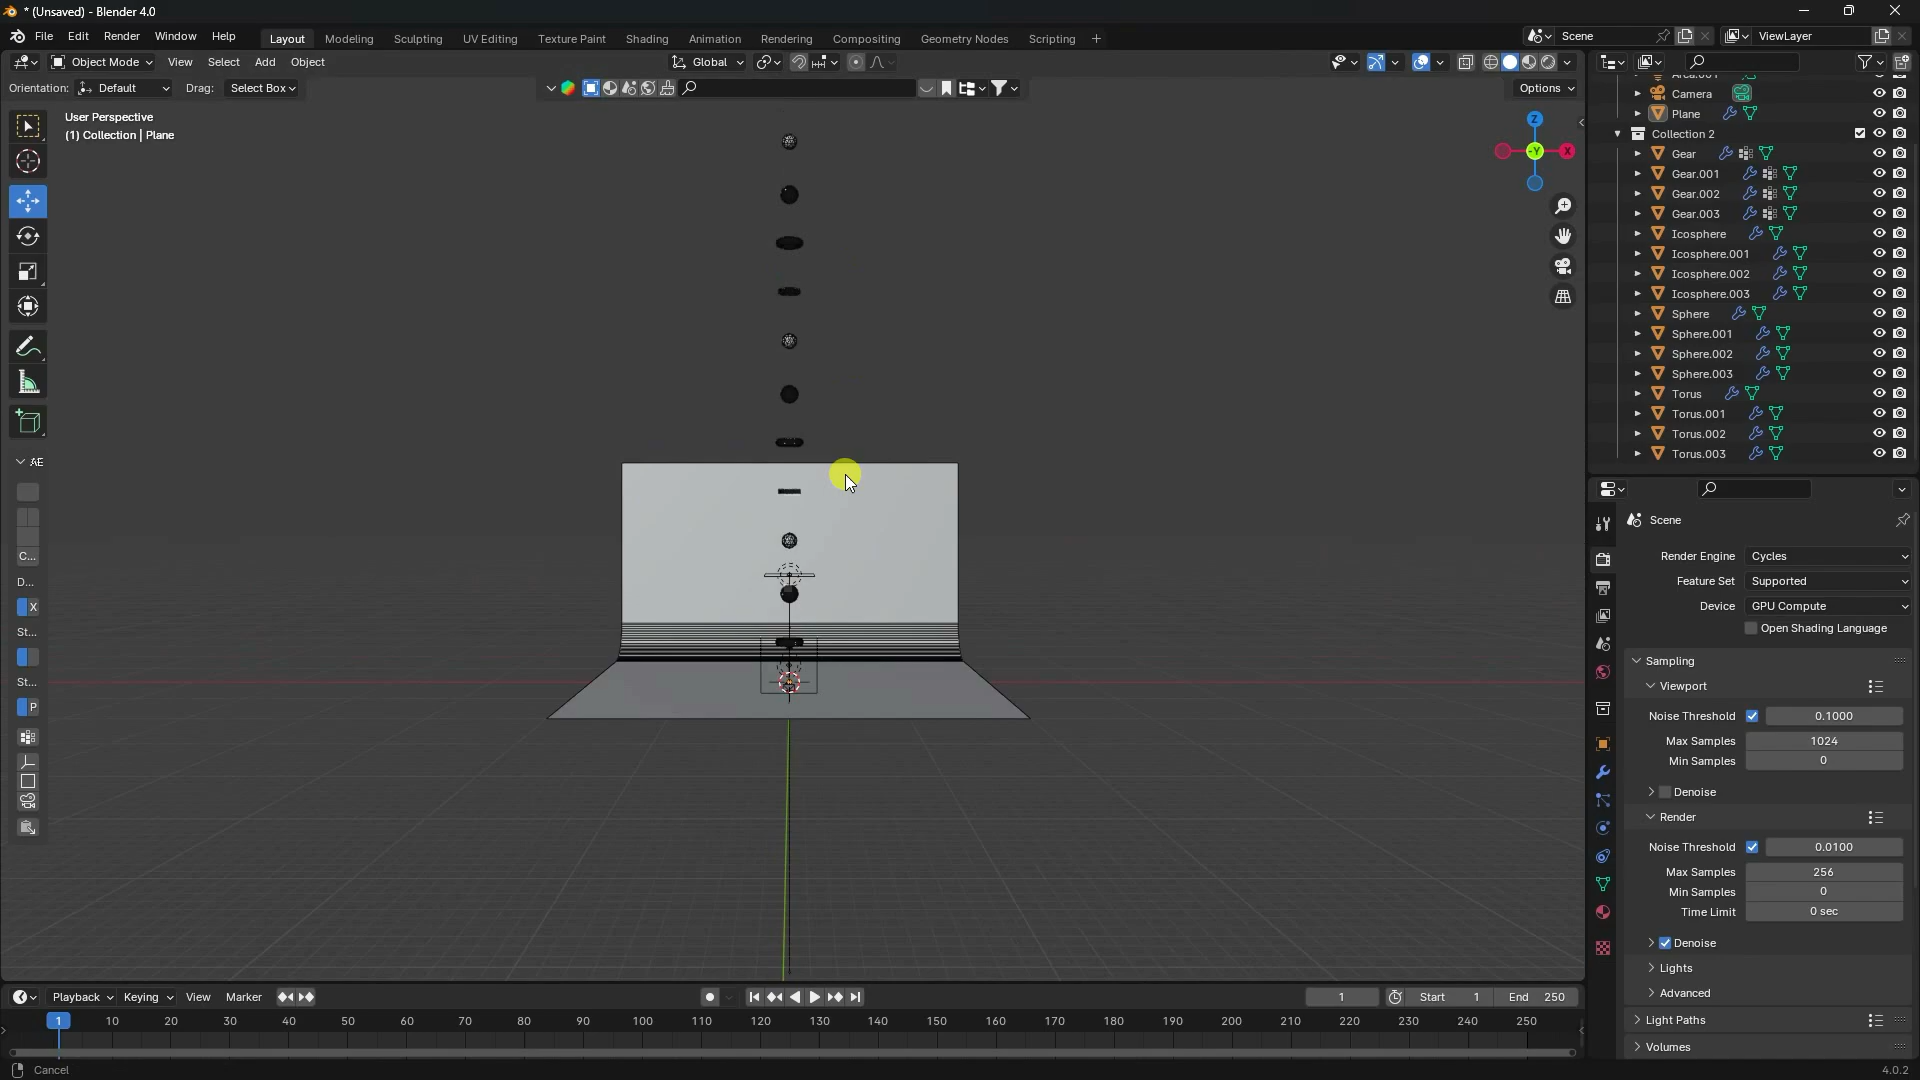 * (Unsaved) - Blender 4.0
File Edit Render Window Help
Layout Modeling Sculpting UV Editing Texture Paint Shading Animation Rendering Compositing Geometry Nodes Scripting
Scene
ViewLayer
Object Mode View Select Add Object
Global
Orientation: Default Drag: Select Box
Options
User Perspective
(1) Collection | Plane
Z
-Y
X
AE
C...
D...
X
St...
St...
P
Camera
Plane
Collection 2
Gear
Gear.001
Gear.002
Gear.003
Icosphere
Icosphere.001
Icosphere.002
Icosphere.003
Sphere
Sphere.001
Sphere.002
Sphere.003
Torus
Torus.001
Torus.002
Torus.003
Scene
Render Engine Cycles
Feature Set Supported
Device GPU Compute
Open Shading Language
Sampling
Viewport
Noise Threshold 0.1000
Max Samples 1024
Min Samples 0
Denoise
Render
Noise Threshold 0.0100
Max Samples 256
Min Samples 0
Time Limit 0 sec
Denoise
Lights
Advanced
Light Paths
Volumes
Playback Keying View Marker
1 Start 1 End 250
1 10 20 30 40 50 60 70 80 90 100 110 120 130 140 150 160 170 180 190 200 210 220 230 240 250
Cancel
4.0.2